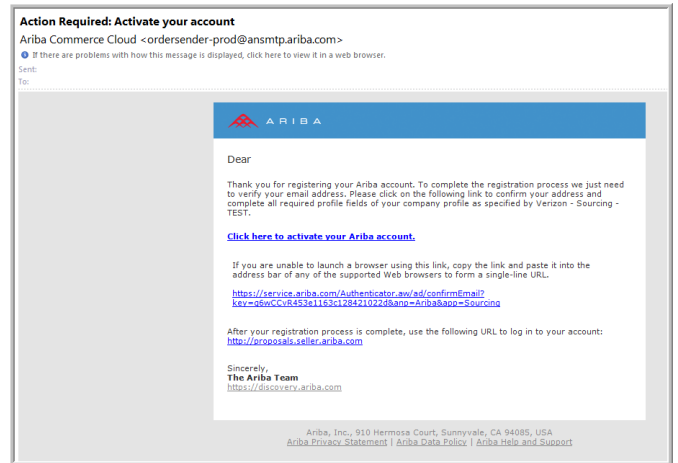 Action Required: Activate your account
Ariba Commerce Cloud <ordersender-prod@ansmtp.ariba.com>
If there are problems with how this message is displayed, click here to view it in a web browser.
Sent:
To:
ARIBA
Dear
Thank you for registering your Ariba account. To complete the registration process we just need
to verify your email address. Please click on the following link to confirm your address and
complete all required profile fields of your company profile as specified by Verizon - Sourcing -
TEST.
Click here to activate your Ariba account.
If you are unable to launch a browser using this link, copy the link and paste it into the
address bar of any of the supported Web browsers to form a single-line URL.
https://service.ariba.com/Authenticator.aw/ad/confirmEmail?
key=q6wCCvR453e1163c128421022d&anp=Ariba&app=Sourcing
After your registration process is complete, use the following URL to log in to your account:
http://proposals.seller.ariba.com
Sincerely,
The Ariba Team
https://discovery.ariba.com
Ariba, Inc., 910 Hermosa Court, Sunnyvale, CA 94085, USA
Ariba Privacy Statement | Ariba Data Policy | Ariba Help and Support